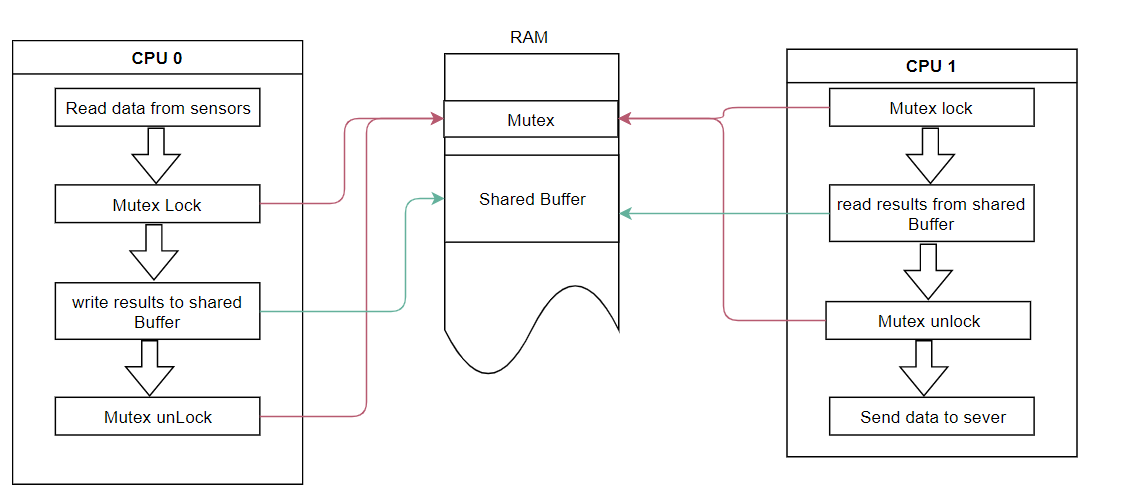 RAM
CPU 0
Read data from sensors
Mutex Lock
write results to shared
Buffer
Mutex unLock
Mutex
Shared Buffer
CPU 1
Mutex lock
read results from shared
Buffer
Mutex unlock
Send data to sever